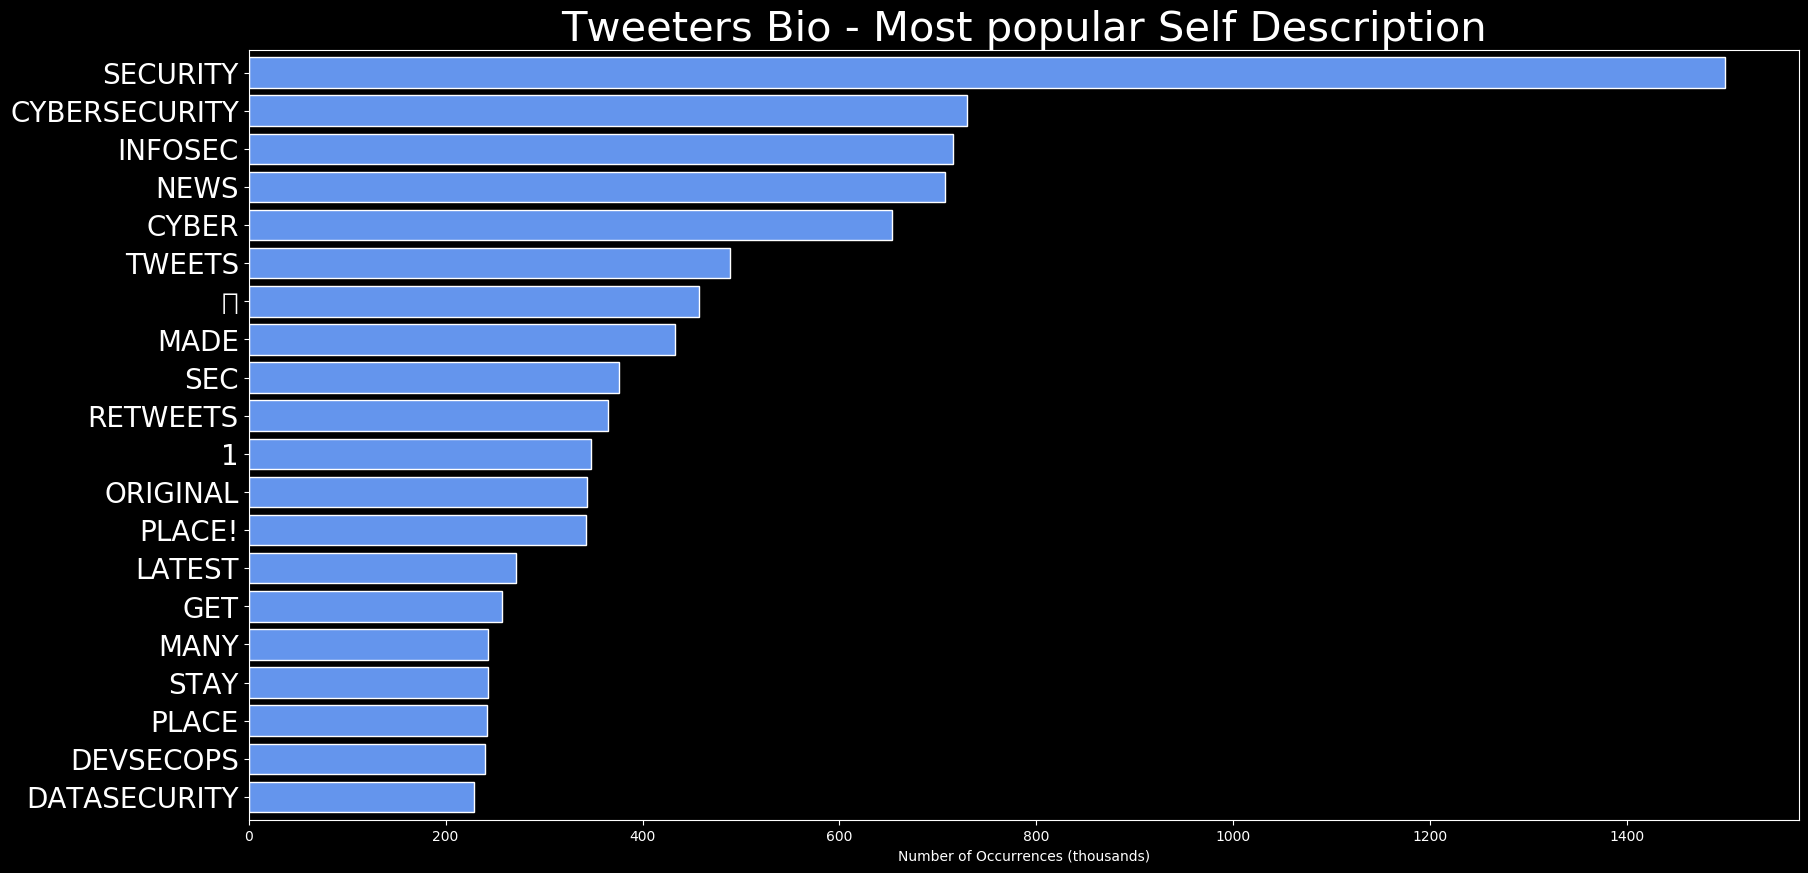 Tweeters Bio - Most popular Self Description
SECURITY
CYBERSECURITY
INFOSEC
NEWS
CYBER
TWEETS
MADE
SEC
RETWEETS
1
ORIGINAL
PLACE!
LATEST
GET
MANY
STAY
PLACE
DEVSECOPS
DATASECURITY
0 200 400 600 800 1000 1200 1400
Number of Occurrences (thousands)